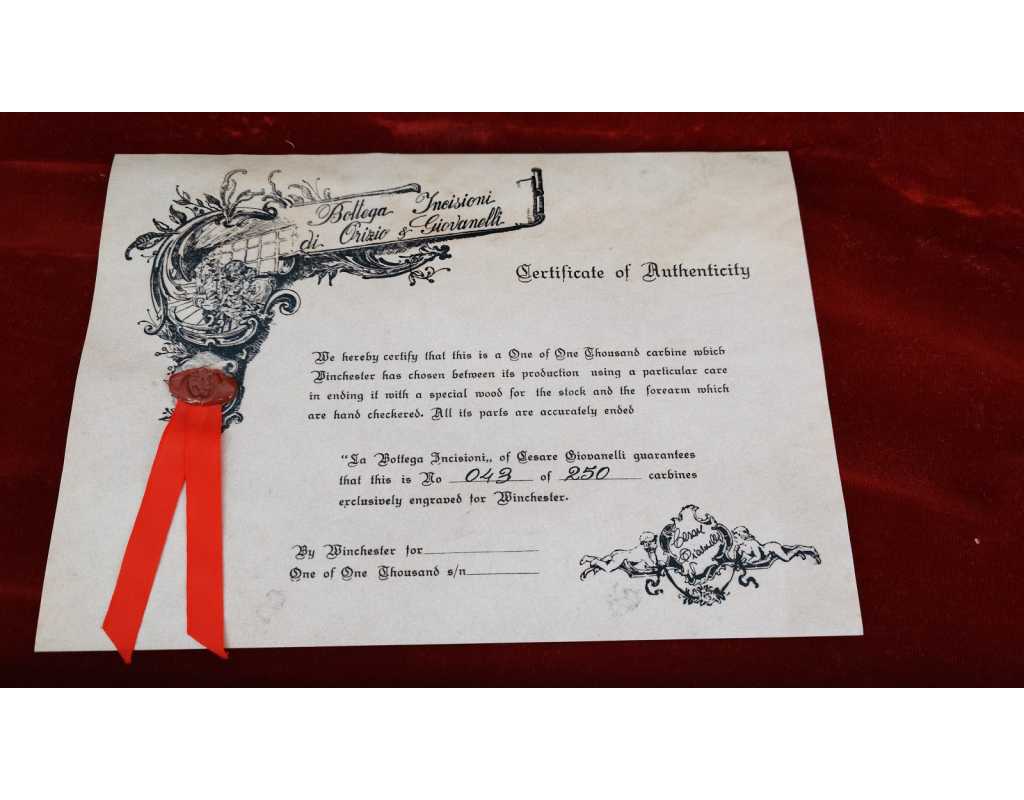 Bottega Incisioni
di Orizio & Giovanelli
Certificate of Authenticity
We hereby certify that this is a One of One Thousand carbine which
Winchester has chosen between its production using a particular care
in ending it with a special wood for the stock and the forearm which
are hand checkered. All its parts are accurately ended
"La Bottega Incisioni,, of Cesare Giovanelli guarantees
that this is No 043 of 250 carbines
exclusively engraved for Winchester.
By Winchester for
One of One Thousand s/n
Cesare
Giovanelli